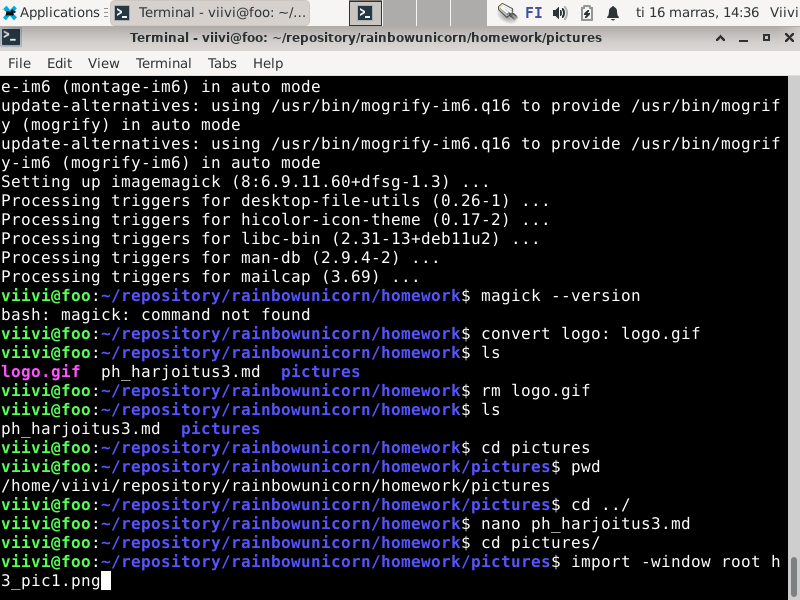 Applications Terminal - viivi@foo: ~/... FI ti 16 marras, 14:36 Viivi
Terminal - viivi@foo: ~/repository/rainbowunicorn/homework/pictures
File Edit View Terminal Tabs Help
e-im6 (montage-im6) in auto mode
update-alternatives: using /usr/bin/mogrify-im6.q16 to provide /usr/bin/mogrif
y (mogrify) in auto mode
update-alternatives: using /usr/bin/mogrify-im6.q16 to provide /usr/bin/mogrif
y-im6 (mogrify-im6) in auto mode
Setting up imagemagick (8:6.9.11.60+dfsg-1.3) ...
Processing triggers for desktop-file-utils (0.26-1) ...
Processing triggers for hicolor-icon-theme (0.17-2) ...
Processing triggers for libc-bin (2.31-13+deb11u2) ...
Processing triggers for man-db (2.9.4-2) ...
Processing triggers for mailcap (3.69) ...
viivi@foo:~/repository/rainbowunicorn/homework$ magick --version
bash: magick: command not found
viivi@foo:~/repository/rainbowunicorn/homework$ convert logo: logo.gif
viivi@foo:~/repository/rainbowunicorn/homework$ ls
logo.gif ph_harjoitus3.md pictures
viivi@foo:~/repository/rainbowunicorn/homework$ rm logo.gif
viivi@foo:~/repository/rainbowunicorn/homework$ ls
ph_harjoitus3.md pictures
viivi@foo:~/repository/rainbowunicorn/homework$ cd pictures
viivi@foo:~/repository/rainbowunicorn/homework/pictures$ pwd
/home/viivi/repository/rainbowunicorn/homework/pictures
viivi@foo:~/repository/rainbowunicorn/homework/pictures$ cd ../
viivi@foo:~/repository/rainbowunicorn/homework$ nano ph_harjoitus3.md
viivi@foo:~/repository/rainbowunicorn/homework$ cd pictures/
viivi@foo:~/repository/rainbowunicorn/homework/pictures$ import -window root h
3_pic1.png